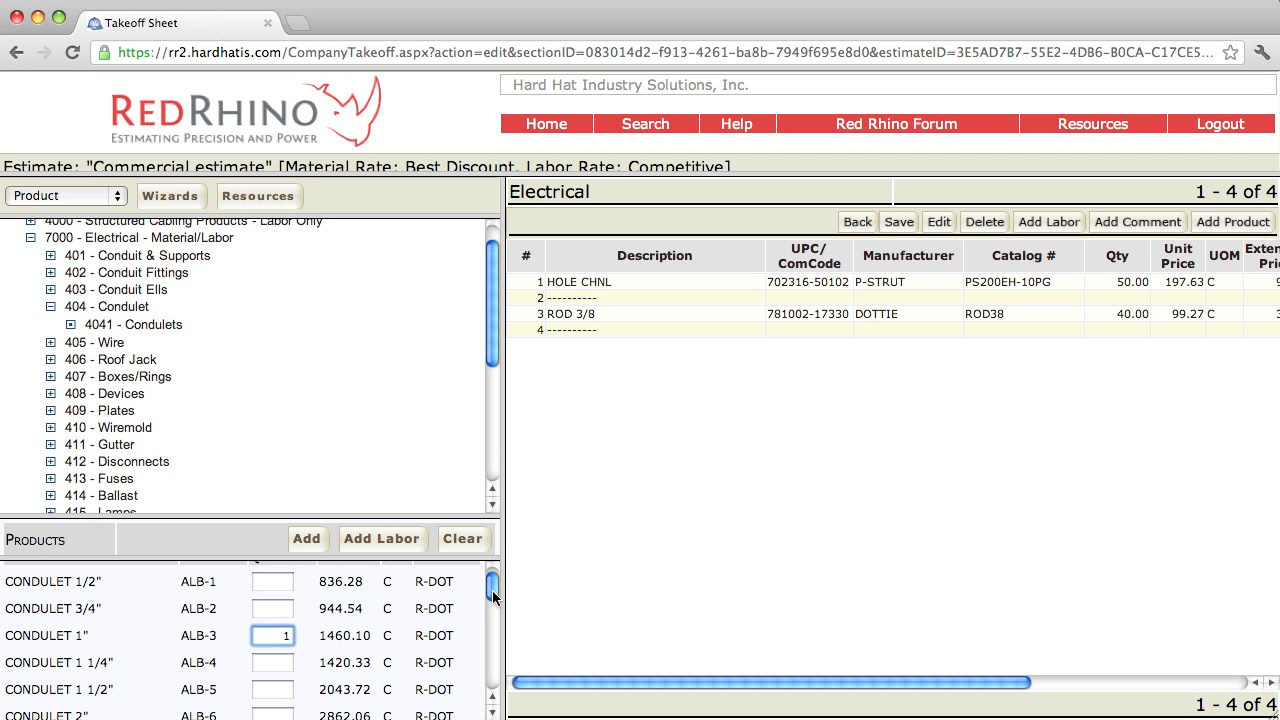 Takeoff Sheet
https://rr2.hardhatis.com/CompanyTakeoff.aspx?action=edit&sectionID=083014d2-f913-4261-ba8b-7949f695e8d0&estimateID=3E5AD7B7-55E2-4DB6-B0CA-C17CE5...
REDRHINO
ESTIMATING PRECISION AND POWER
Hard Hat Industry Solutions, Inc.
Home Search Help Red Rhino Forum Resources Logout
Estimate: "Commercial estimate" [Material Rate: Best Discount, Labor Rate: Competitive]
Product Wizards Resources
4000 - Structured Cabling Products - Labor Only
7000 - Electrical - Material/Labor
401 - Conduit & Supports
402 - Conduit Fittings
403 - Conduit Ells
404 - Condulet
4041 - Condulets
405 - Wire
406 - Roof Jack
407 - Boxes/Rings
408 - Devices
409 - Plates
410 - Wiremold
411 - Gutter
412 - Disconnects
413 - Fuses
414 - Ballast
415 - Lamps
PRODUCTS Add Add Labor Clear
CONDULET 1/2" ALB-1 836.28 C R-DOT
CONDULET 3/4" ALB-2 944.54 C R-DOT
CONDULET 1" ALB-3 1 1460.10 C R-DOT
CONDULET 1 1/4" ALB-4 1420.33 C R-DOT
CONDULET 1 1/2" ALB-5 2043.72 C R-DOT
CONDULET 2" ALB-6 2862.06 C R-DOT
Electrical 1 - 4 of 4
Back Save Edit Delete Add Labor Add Comment Add Product
# Description UPC/ ComCode Manufacturer Catalog # Qty Unit Price UOM
1 HOLE CHNL 702316-50102 P-STRUT PS200EH-10PG 50.00 197.63 C
2 ----------
3 ROD 3/8 781002-17330 DOTTIE ROD38 40.00 99.27 C
4 ----------
1 - 4 of 4